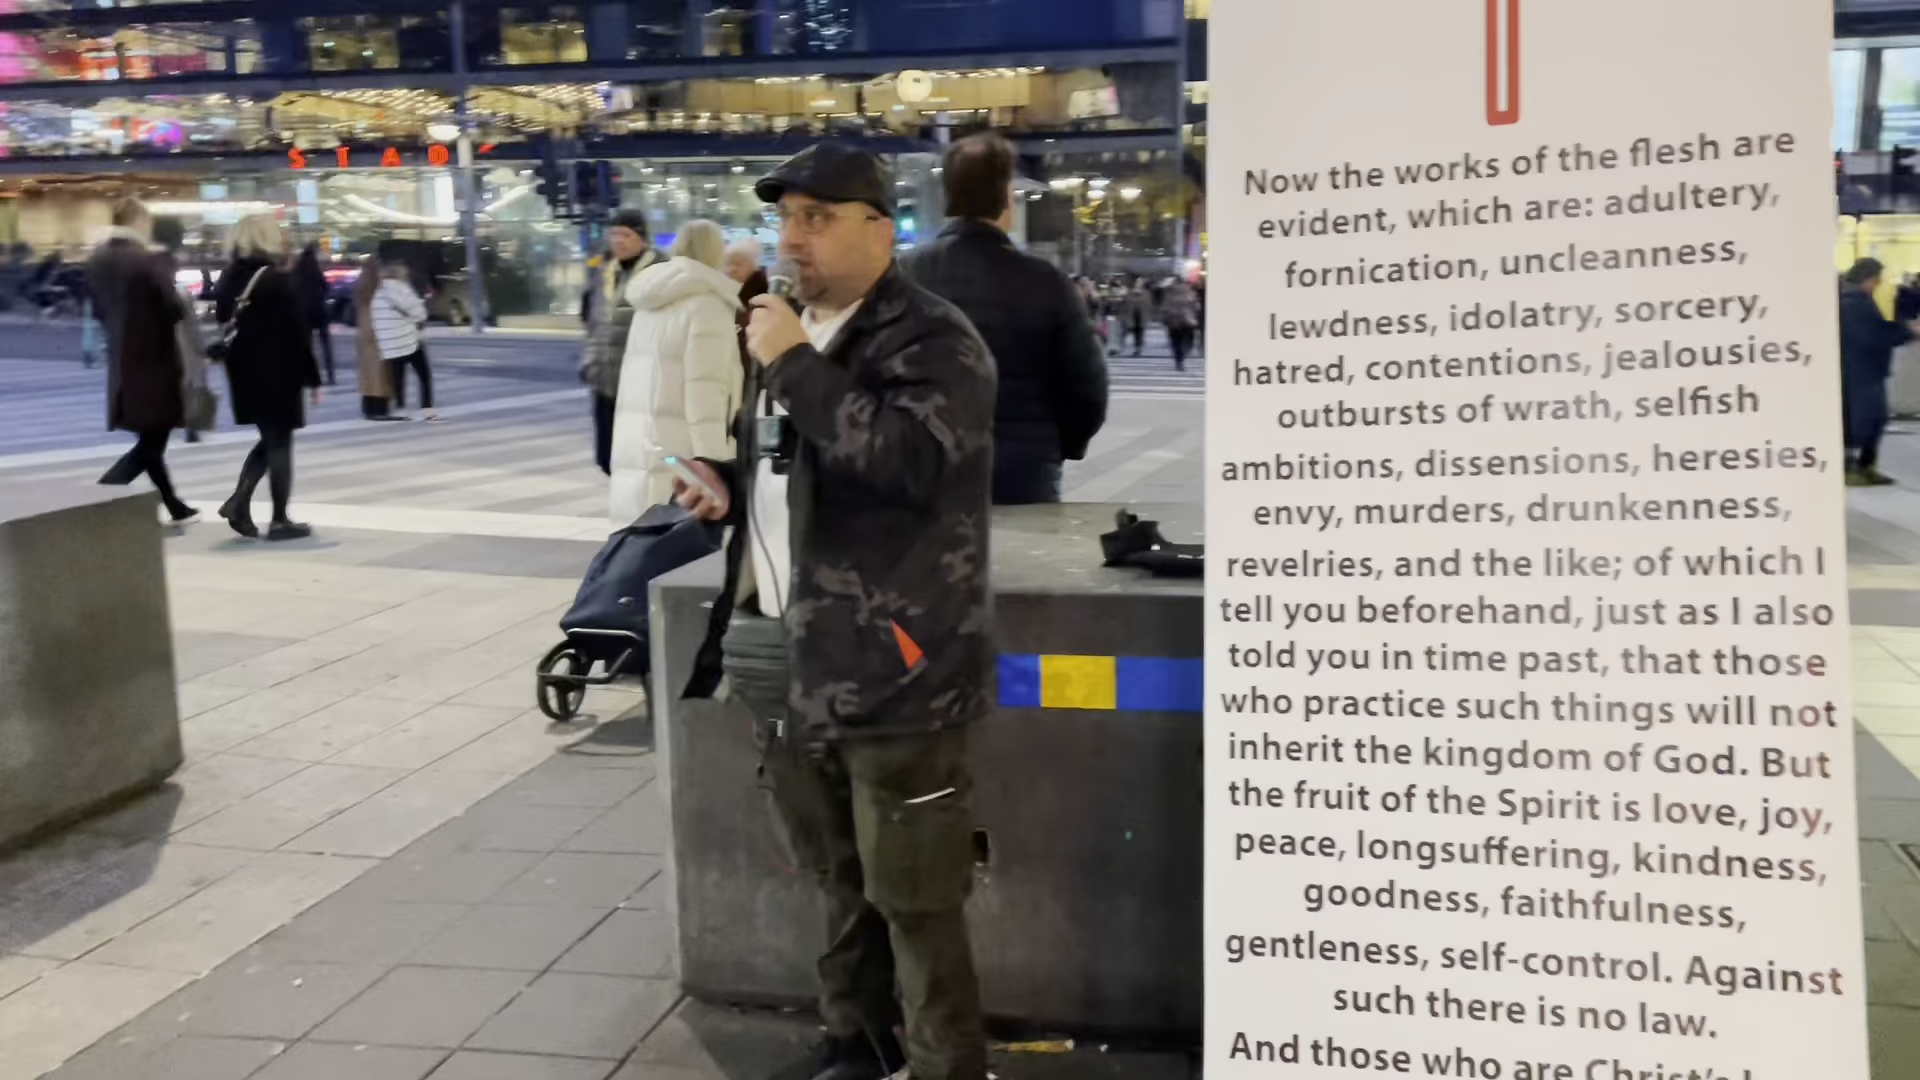 STAD
Now the works of the flesh are
evident, which are: adultery,
fornication, uncleanness,
lewdness, idolatry, sorcery,
hatred, contentions, jealousies,
outbursts of wrath, selfish
ambitions, dissensions, heresies,
envy, murders, drunkenness,
revelries, and the like; of which I
tell you beforehand, just as I also
told you in time past, that those
who practice such things will not
inherit the kingdom of God. But
the fruit of the Spirit is love, joy,
peace, longsuffering, kindness,
goodness, faithfulness,
gentleness, self-control. Against
such there is no law.
And those who are Christ's